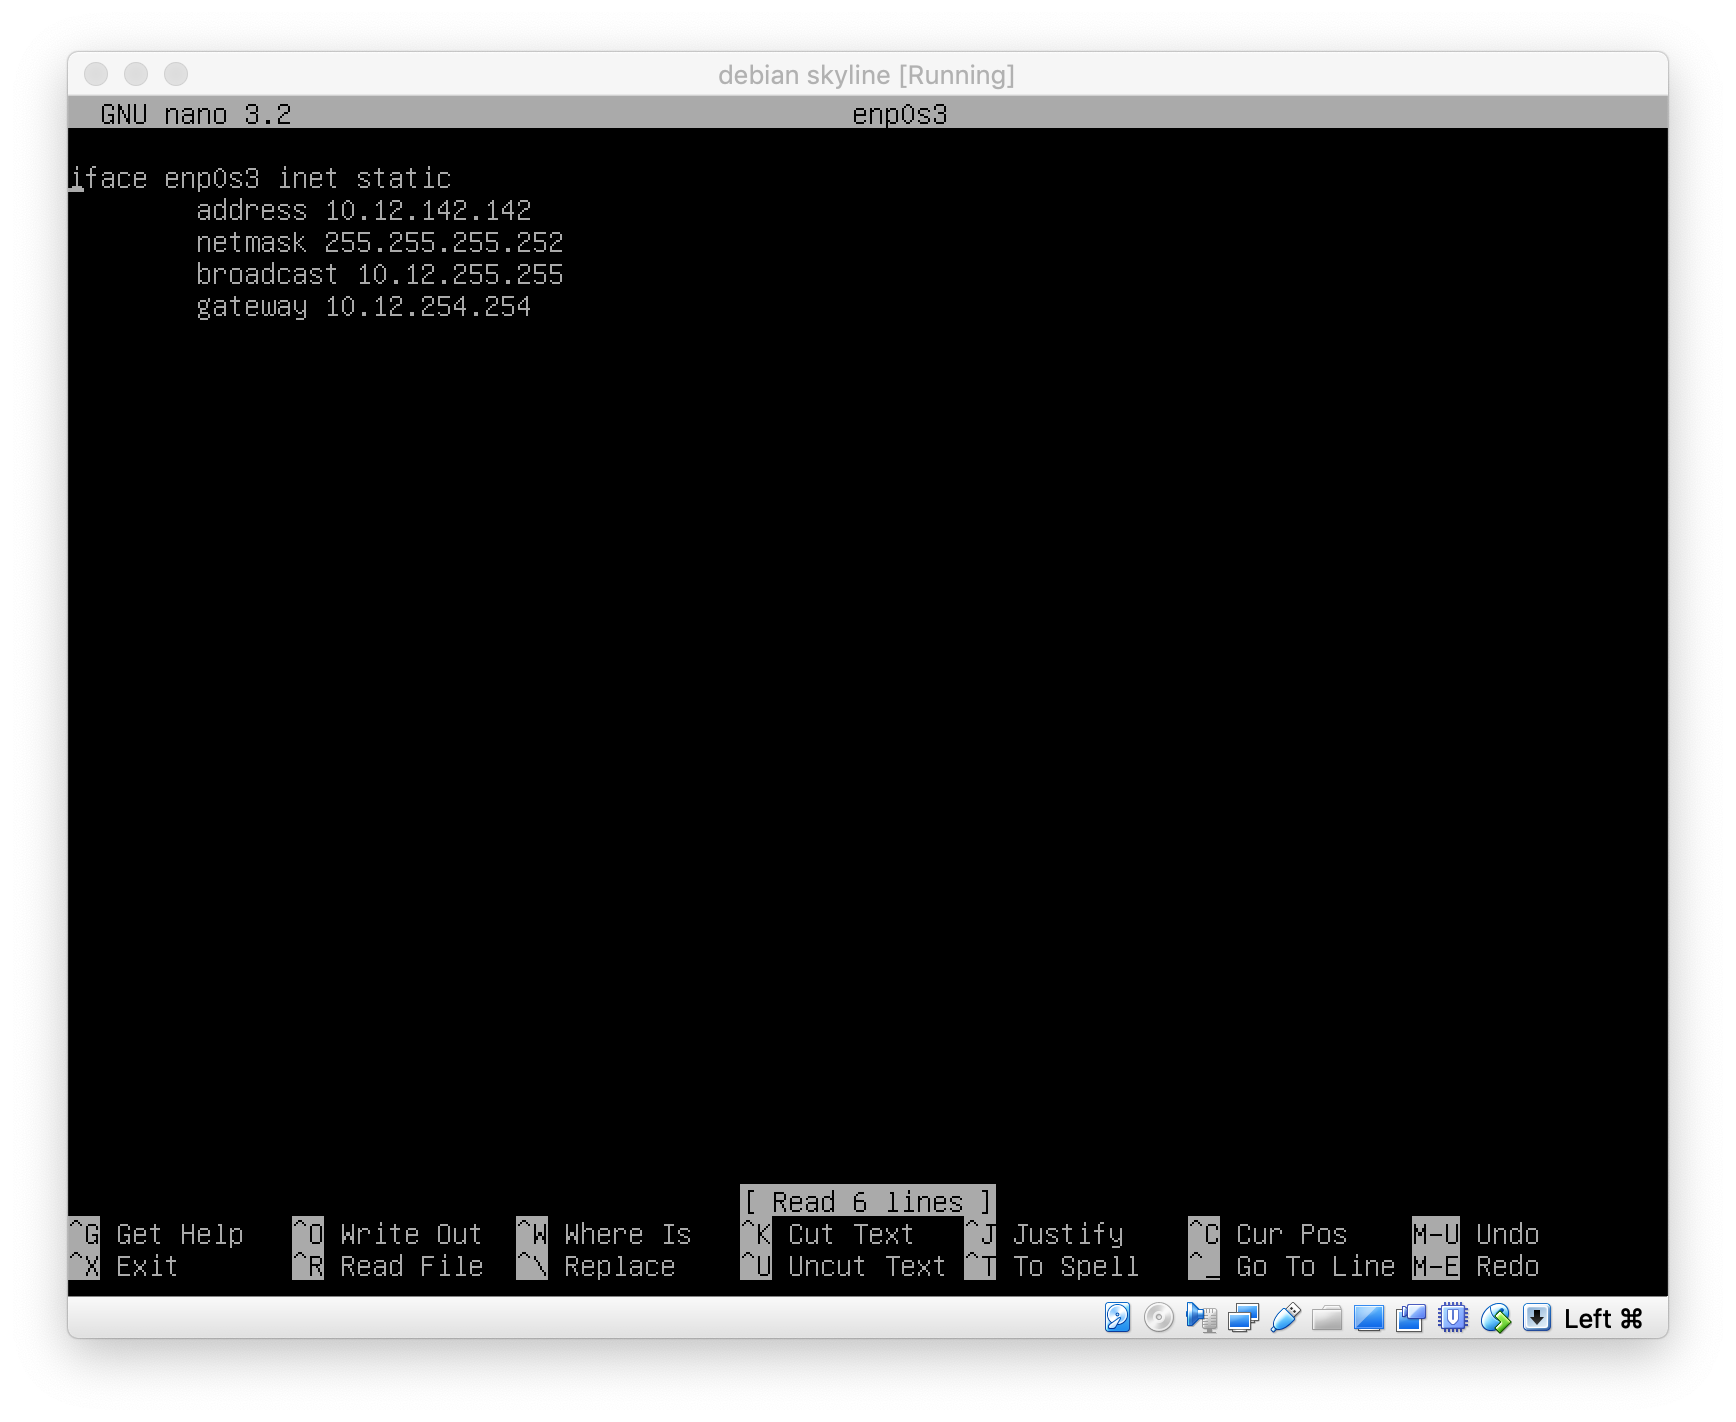 debian skyline [Running]
GNU nano 3.2 enp0s3
iface enp0s3 inet static
address 10.12.142.142
netmask 255.255.255.252
broadcast 10.12.255.255
gateway 10.12.254.254
[ Read 6 lines ]
^G Get Help ^O Write Out ^W Where Is ^K Cut Text ^J Justify ^C Cur Pos M-U Undo
^X Exit ^R Read File ^\ Replace ^U Uncut Text ^T To Spell ^_ Go To Line M-E Redo
Left ⌘